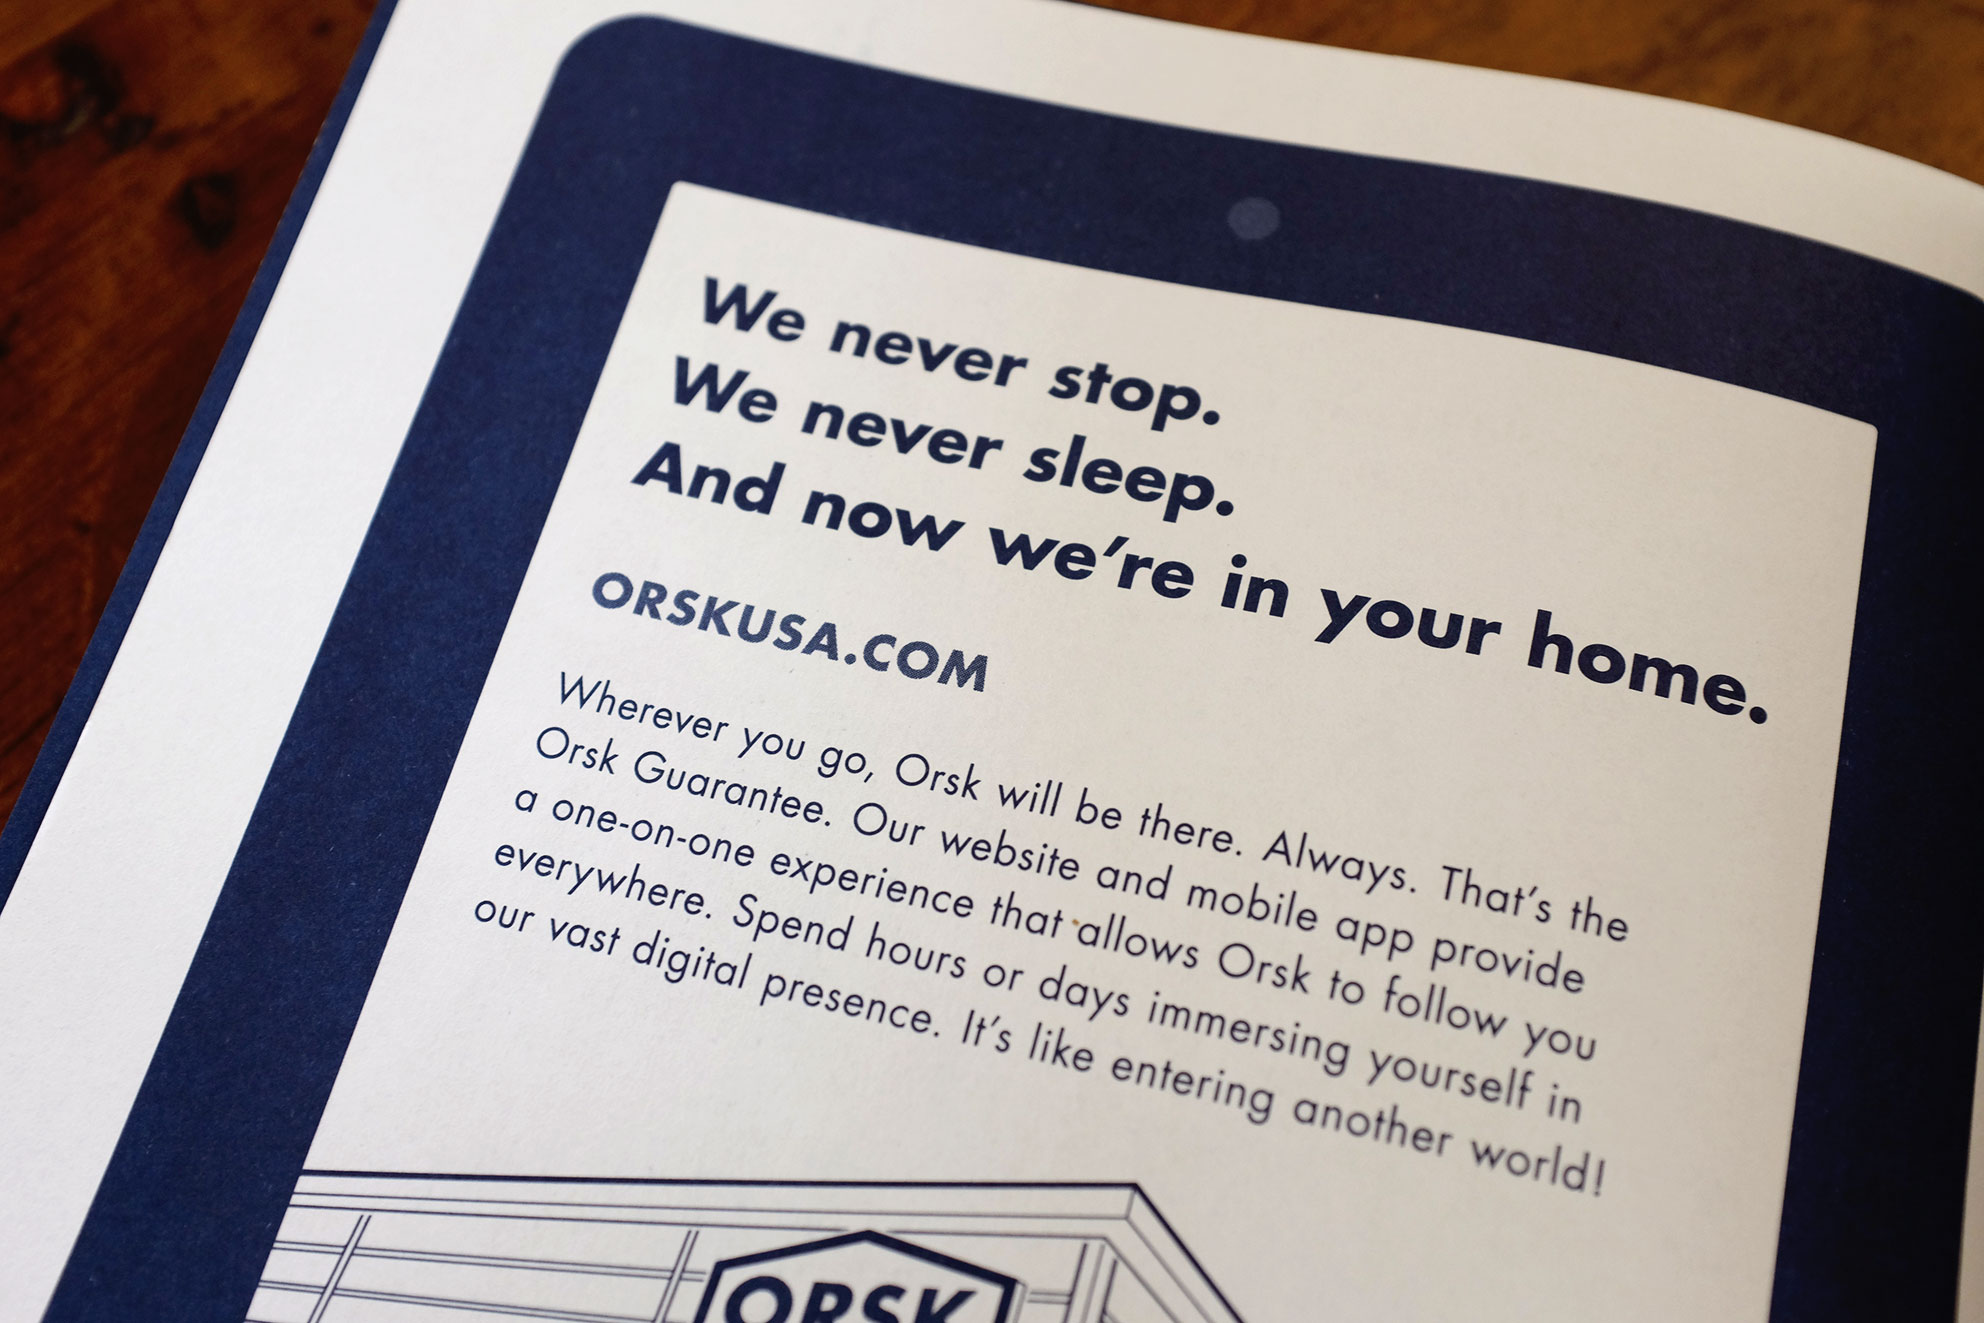 We never stop.
We never sleep.
And now we’re in your home.
ORSKUSA.COM
Wherever you go, Orsk will be there. Always. That’s the
Orsk Guarantee. Our website and mobile app provide
a one-on-one experience that allows Orsk to follow you
everywhere. Spend hours or days immersing yourself in
our vast digital presence. It’s like entering another world!
ORSK